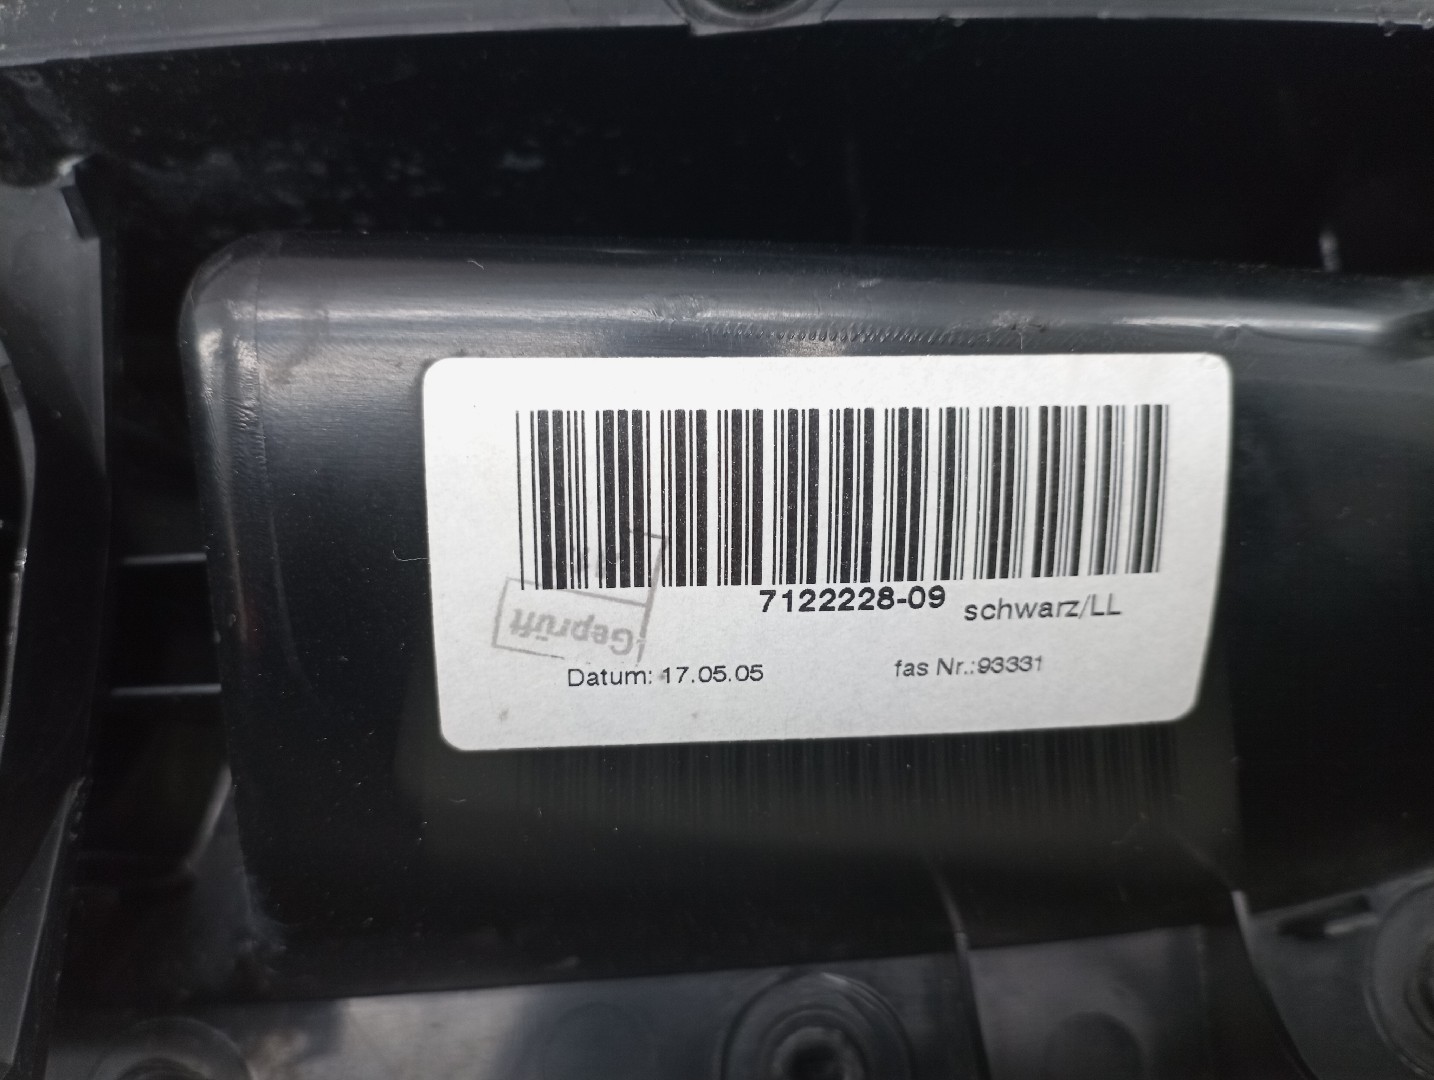 7122228-09 schwarz/LL
Geprüft
Datum: 17.05.05 fas Nr.:93331